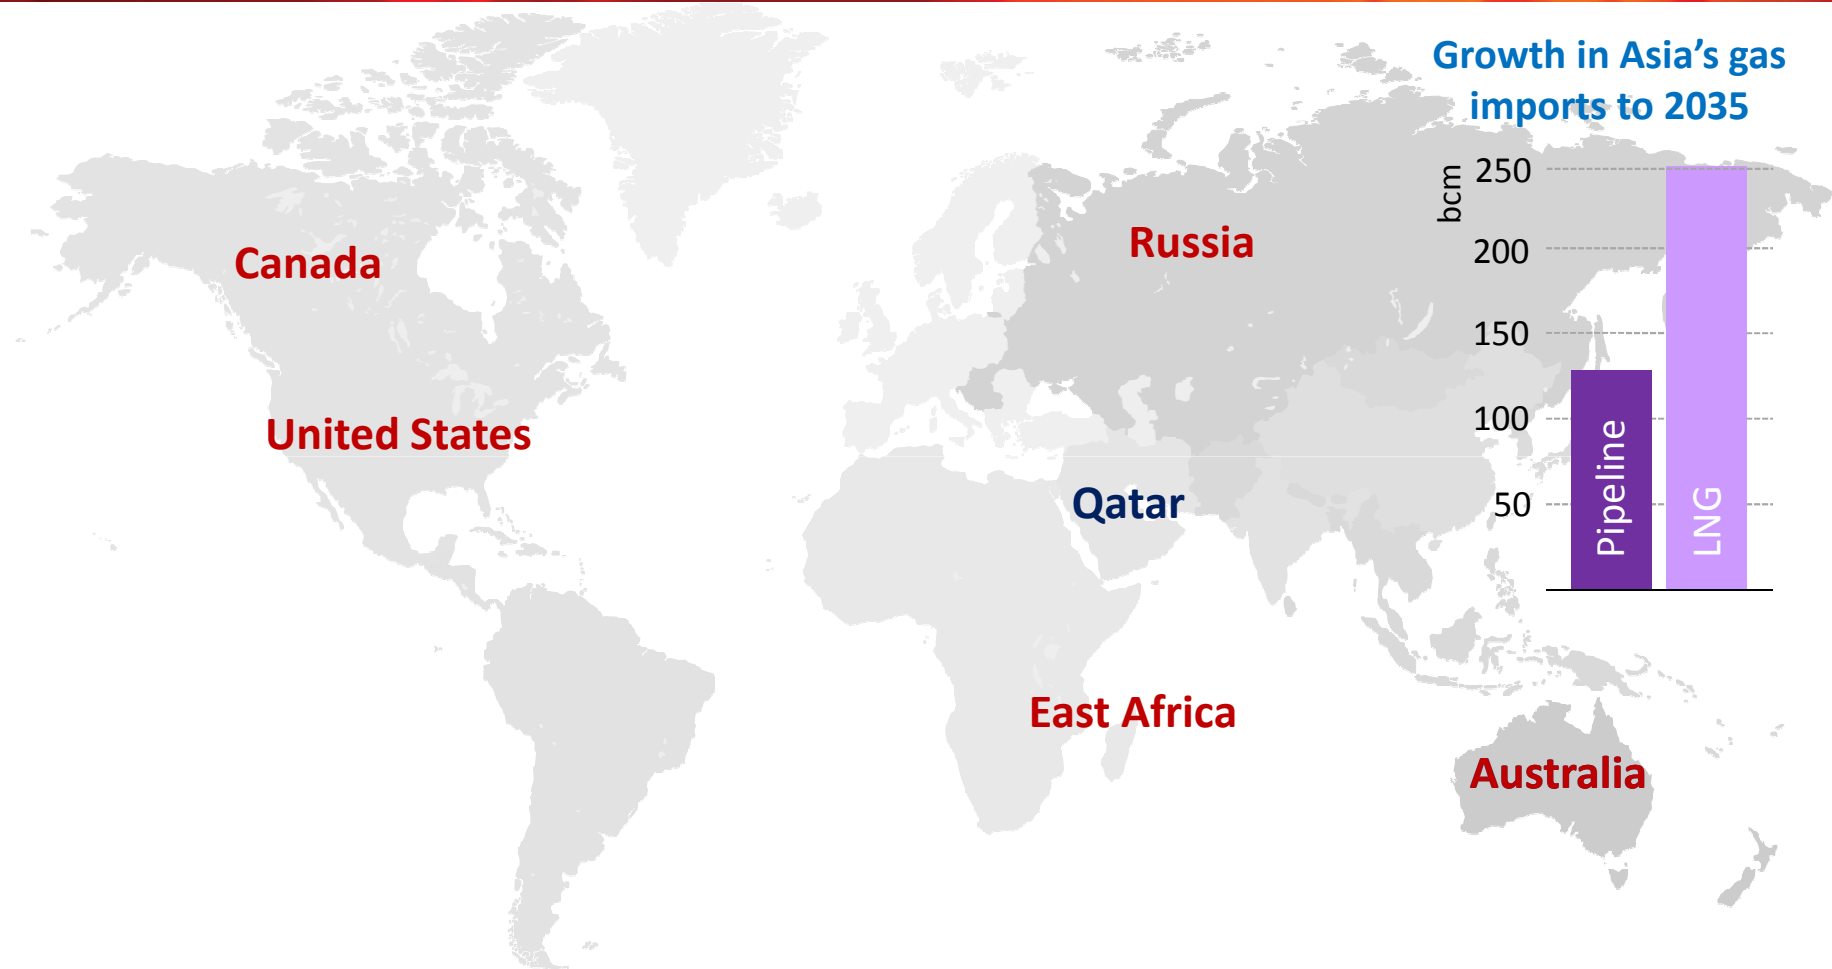 Growth in Asia’s gas
imports to 2035
bcm
250
200
150
100
50
Pipeline
LNG
Canada
Russia
United States
Qatar
East Africa
Australia